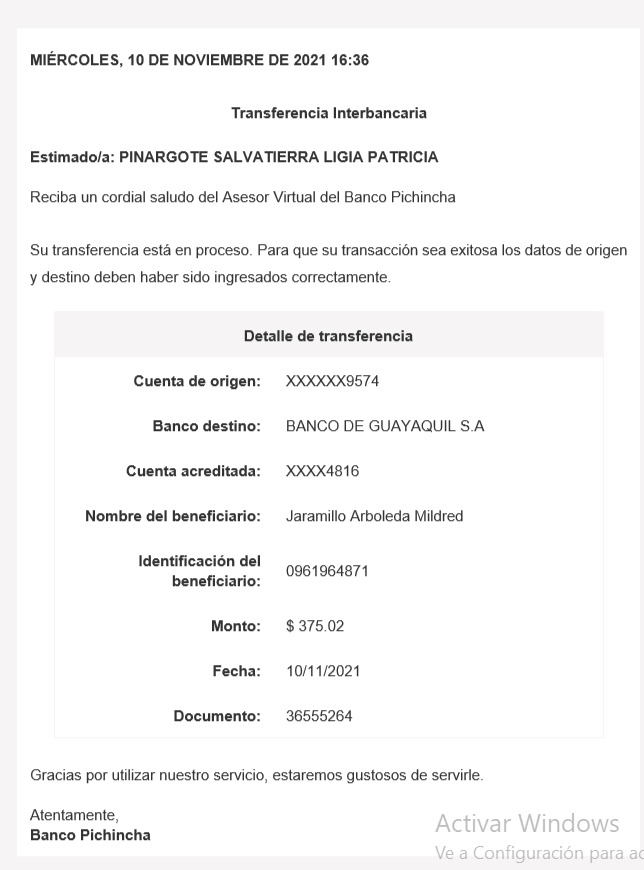 MIÉRCOLES, 10 DE NOVIEMBRE DE 2021 16:36
Transferencia Interbancaria
Estimado/a: PINARGOTE SALVATIERRA LIGIA PATRICIA
Reciba un cordial saludo del Asesor Virtual del Banco Pichincha
Su transferencia está en proceso. Para que su transacción sea exitosa los datos de origen
y destino deben haber sido ingresados correctamente.
Detalle de transferencia
Cuenta de origen: XXXXXX9574
Banco destino: BANCO DE GUAYAQUIL S.A
Cuenta acreditada: XXXX4816
Nombre del beneficiario: Jaramillo Arboleda Mildred
Identificación del
beneficiario: 0961964871
Monto: $ 375.02
Fecha: 10/11/2021
Documento: 36555264
Gracias por utilizar nuestro servicio, estaremos gustosos de servirle.
Atentamente,
Banco Pichincha
Activar Windows
Ve a Configuración para ac